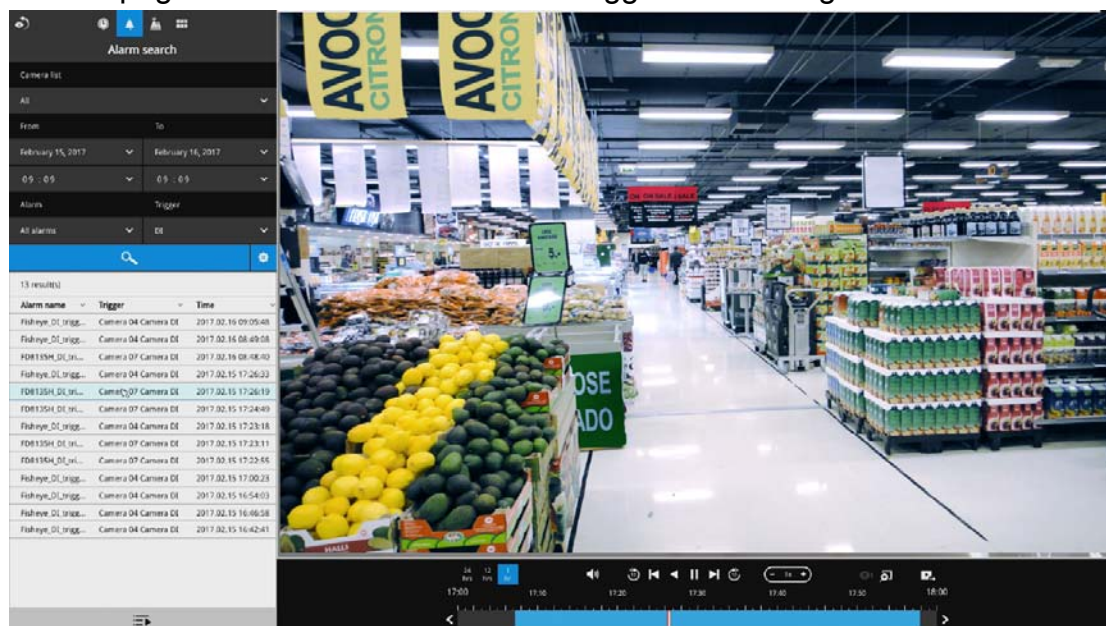 Alarm search
Camera list
All
From To
February 15, 2017 February 16, 2017
09 : 09 09 : 09
Alarm Trigger
All alarms DI
13 result(s)
Alarm name Trigger Time
Fisheye_DI_trigg... Camera 04 Camera DI 2017.02.16 09:05:48
Fisheye_DI_trigg... Camera 04 Camera DI 2017.02.16 08:49:08
FD8135H_DI_tri... Camera 07 Camera DI 2017.02.16 08:48:40
Fisheye_DI_trigg... Camera 04 Camera DI 2017.02.15 17:26:33
FD8135H_DI_tri... Camera 07 Camera DI 2017.02.15 17:26:19
FD8135H_DI_tri... Camera 07 Camera DI 2017.02.15 17:24:49
Fisheye_DI_trigg... Camera 04 Camera DI 2017.02.15 17:23:18
FD8135H_DI_tri... Camera 07 Camera DI 2017.02.15 17:23:11
FD8135H_DI_tri... Camera 07 Camera DI 2017.02.15 17:22:55
Fisheye_DI_trigg... Camera 04 Camera DI 2017.02.15 17:00:23
Fisheye_DI_trigg... Camera 04 Camera DI 2017.02.15 16:54:03
Fisheye_DI_trigg... Camera 04 Camera DI 2017.02.15 16:46:58
Fisheye_DI_trigg... Camera 04 Camera DI 2017.02.15 16:42:41
AVOC
CITRON
AVOC
CITRON
5.-
OSE
ADO
HALLI
24 12 1
Hrs Hrs Hr
- 1x +
17:00 17:10 17:20 17:30 17:40 17:50 18:00